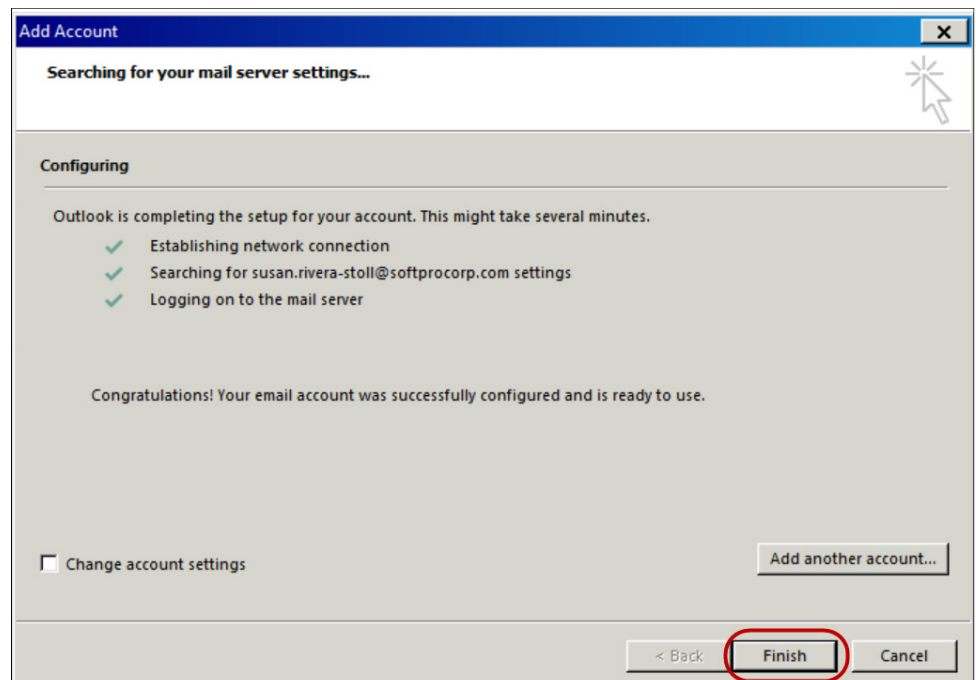 Add Account
Searching for your mail server settings...
Configuring
Outlook is completing the setup for your account. This might take several minutes.
Establishing network connection
Searching for susan.rivera-stoll@softprocorp.com settings
Logging on to the mail server
Congratulations! Your email account was successfully configured and is ready to use.
Change account settings
Add another account...
< Back
Finish
Cancel